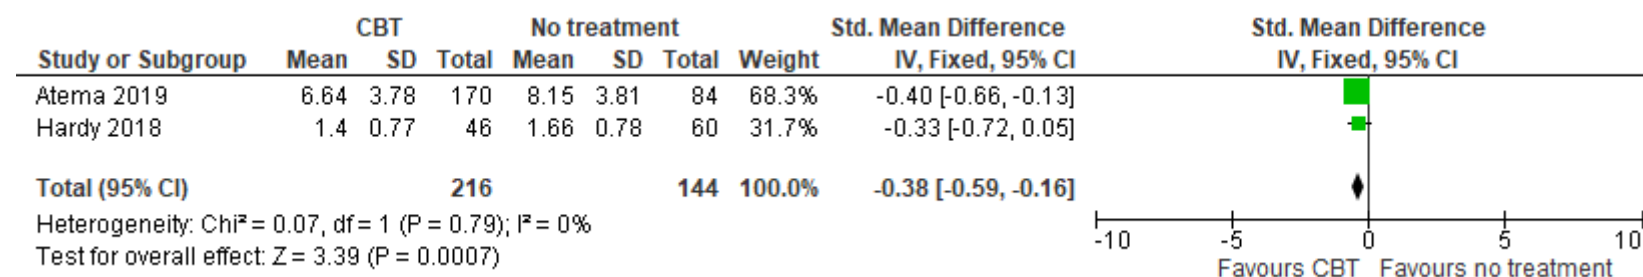 CBT No treatment Std. Mean Difference Std. Mean Difference
Study or Subgroup Mean SD Total Mean SD Total Weight IV, Fixed, 95% CI IV, Fixed, 95% CI
Atema 2019 6.64 3.78 170 8.15 3.81 84 68.3% -0.40 [-0.66, -0.13]
Hardy 2018 1.4 0.77 46 1.66 0.78 60 31.7% -0.33 [-0.72, 0.05]
Total (95% CI) 216 144 100.0% -0.38 [-0.59, -0.16]
Heterogeneity: Chi² = 0.07, df = 1 (P = 0.79); I² = 0%
Test for overall effect: Z = 3.39 (P = 0.0007)
-10 -5 0 5 10
Favours CBT Favours no treatment